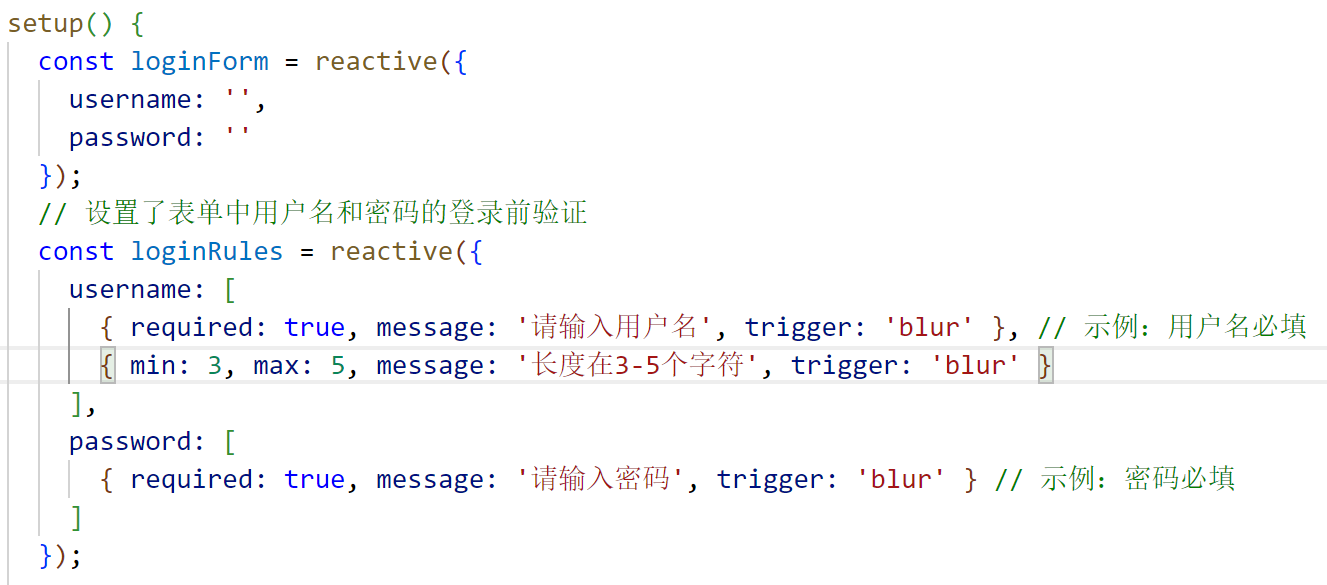 setup() {
  const loginForm = reactive({
    username: '',
    password: ''
  });
  // 设置了表单中用户名和密码的登录前验证
  const loginRules = reactive({
    username: [
      { required: true, message: '请输入用户名', trigger: 'blur' }, // 示例：用户名必填
      { min: 3, max: 5, message: '长度在3-5个字符', trigger: 'blur' }
    ],
    password: [
      { required: true, message: '请输入密码', trigger: 'blur' } // 示例：密码必填
    ]
  });